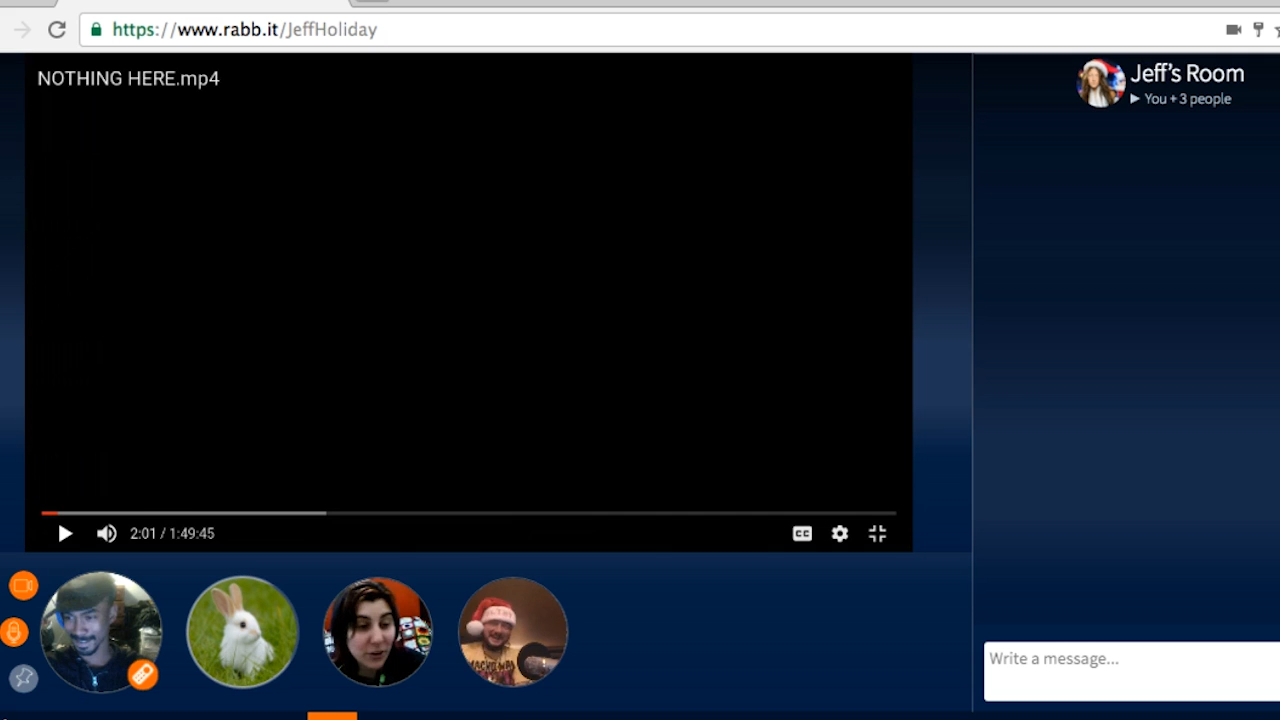 https://www.rabb.it/JeffHoliday
NOTHING HERE.mp4
Jeff's Room
You + 3 people
2:01 / 1:49:45
CC
Write a message...